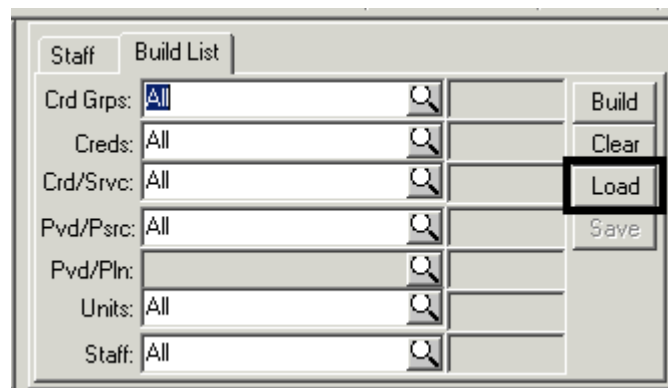 Staff Build List
Crd Grps: All Build
Creds: All Clear
Crd/Srvc: All Load
Pvd/Psrc: All Save
Pvd/Pln:
Units: All
Staff: All